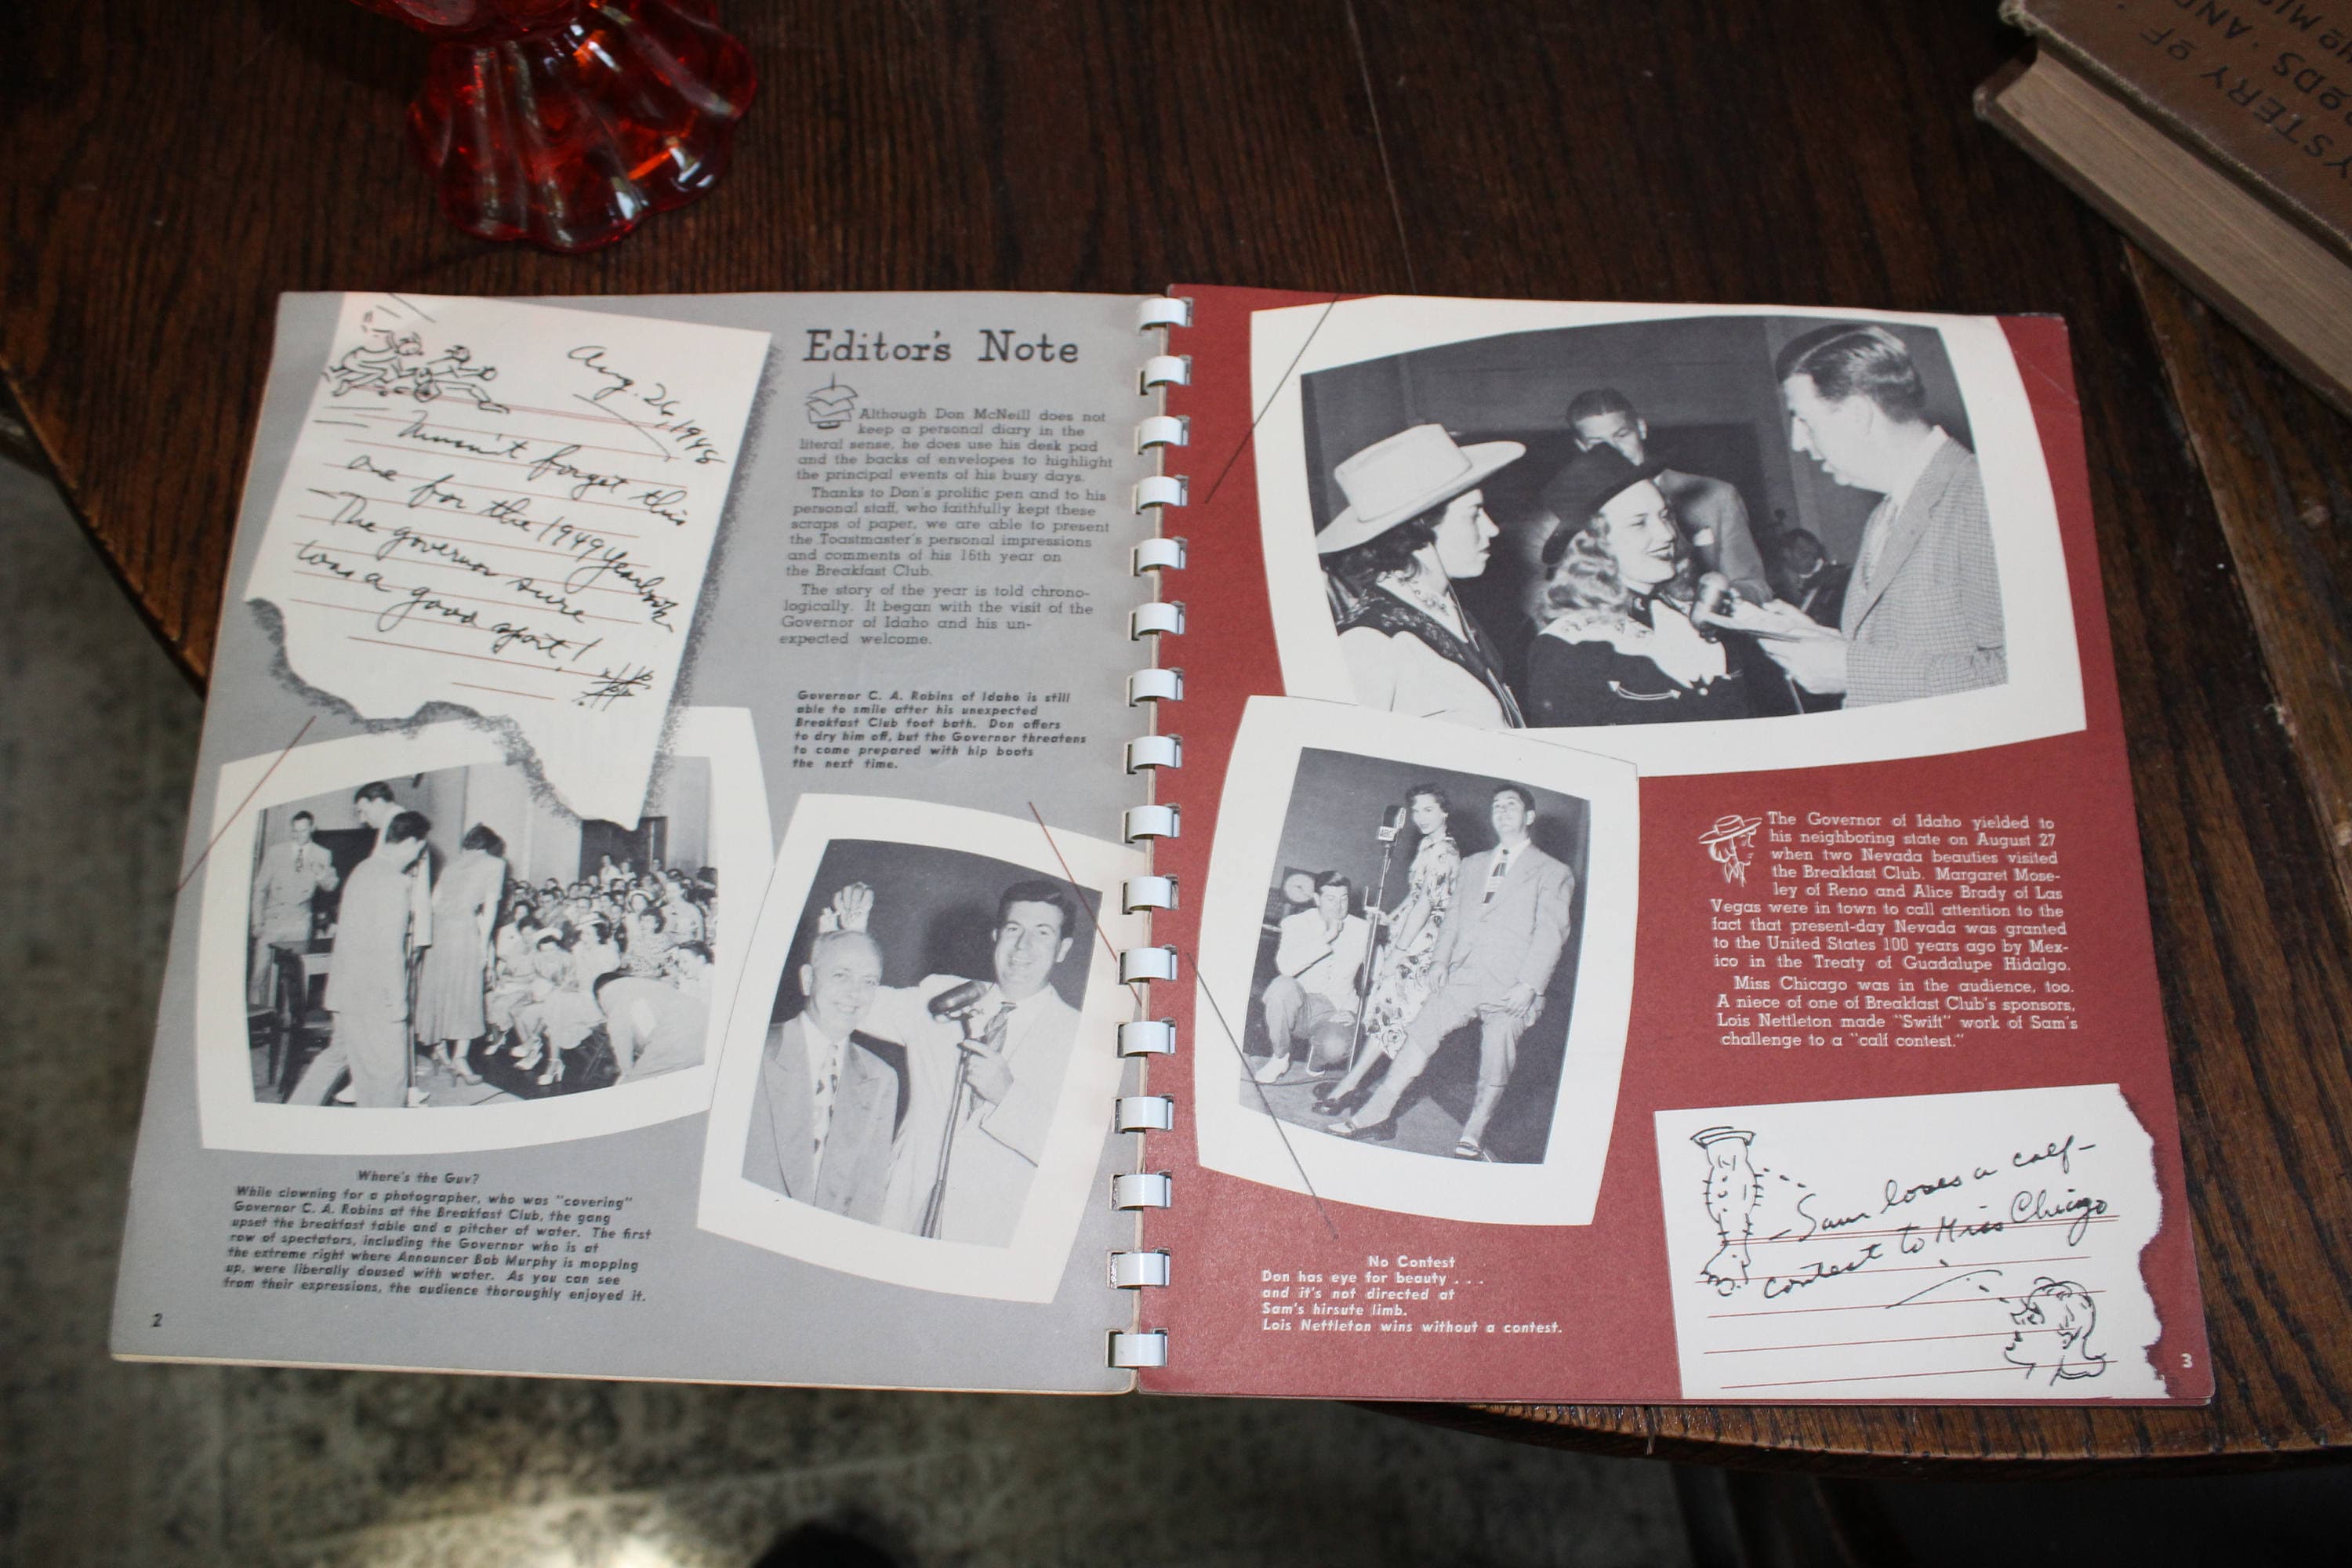 Aug. 26, 1948
Mustn't forget this
one for the 1949 Yearbook
- The governor sure
was a good sport!
Editor's Note
Although Don McNeill does not
keep a personal diary in the
literal sense, he does use his desk pad
and the backs of envelopes to highlight
the principal events of his busy days.
Thanks to Don's prolific pen and to his
personal staff, who faithfully kept these
scraps of paper, we are able to present
the Toastmaster's personal impressions
and comments of his 16th year on
the Breakfast Club.
The story of the year is told chrono-
logically. It began with the visit of the
Governor of Idaho and his un-
expected welcome.
Governor C. A. Robins of Idaho is still
able to smile after his unexpected
Breakfast Club foot bath. Don offers
to dry him off, but the Governor threatens
to come prepared with hip boots
the next time.
Where's the Guv?
While clowning for a photographer, who was "covering"
Governor C. A. Robins at the Breakfast Club, the gang
upset the breakfast table and a pitcher of water. The first
row of spectators, including the Governor who is at
the extreme right where Announcer Bob Murphy is mopping
up, were liberally doused with water. As you can see
from their expressions, the audience thoroughly enjoyed it.
2
ABC
The Governor of Idaho yielded to
his neighboring state on August 27
when two Nevada beauties visited
the Breakfast Club. Margaret Mose-
ley of Reno and Alice Brady of Las
Vegas were in town to call attention to the
fact that present-day Nevada was granted
to the United States 100 years ago by Mex-
ico in the Treaty of Guadalupe Hidalgo.
Miss Chicago was in the audience, too.
A niece of one of Breakfast Club's sponsors,
Lois Nettleton made "Swift" work of Sam's
challenge to a "calf contest."
No Contest
Don has eye for beauty . . .
and it's not directed at
Sam's hirsute limb.
Lois Nettleton wins without a contest.
- Sam loses a calf-
contest to Miss Chicago
3
YSTERY OF
AND